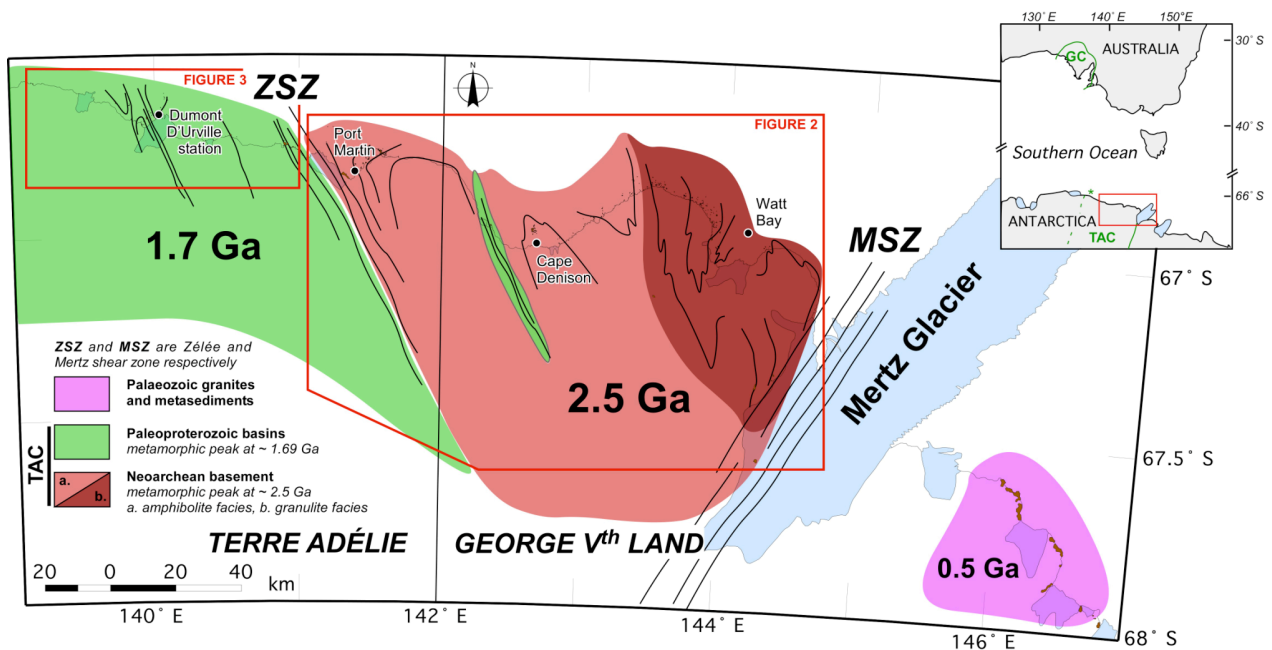 130° E
140° E
150°E
30° S
AUSTRALIA
GC
40° S
Southern Ocean
66° S
ANTARCTICA
*
TAC
FIGURE 3
ZSZ
N
FIGURE 2
Dumont
D'Urville
station
Port
Martin
Watt
Bay
Cape
Denison
MSZ
1.7 Ga
2.5 Ga
Mertz Glacier
67° S
67.5° S
68° S
ZSZ and MSZ are Zélée and
Mertz shear zone respectively
Palaeozoic granites
and metasediments
TAC
Paleoproterozoic basins
metamorphic peak at ~ 1.69 Ga
a.
b.
Neoarchean basement
metamorphic peak at ~ 2.5 Ga
a. amphibolite facies, b. granulite facies
TERRE ADÉLIE
GEORGE Vth LAND
0.5 Ga
20 0 20 40
km
140° E
142° E
144° E
146° E